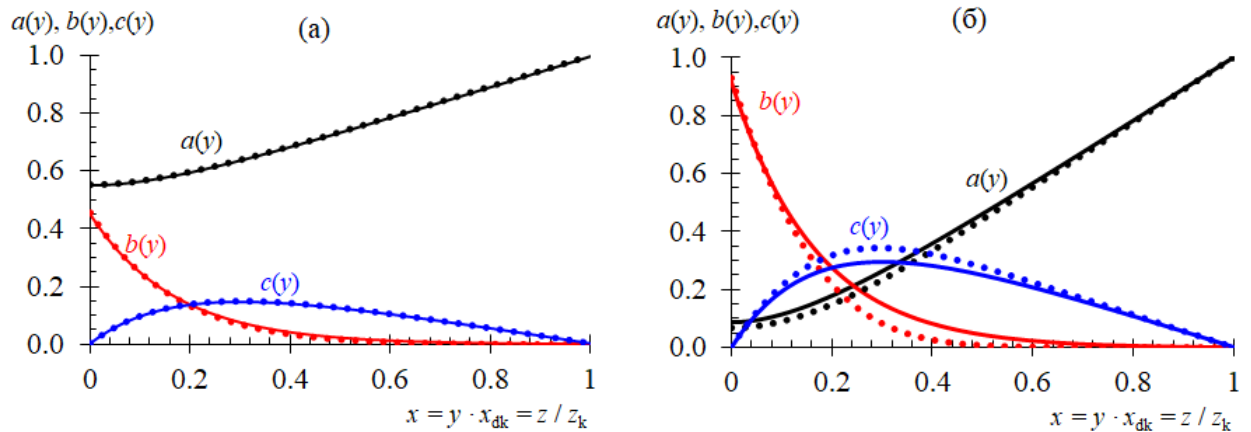 a(y), b(y),c(y)
(а)
1.0
0.8
0.6
0.4
0.2
0.0
a(y)
b(y)
c(y)
0 0.2 0.4 0.6 0.8 1
x = y · x_dk = z / z_k
a(y), b(y),c(y)
(б)
1.0
0.8
0.6
0.4
0.2
0.0
b(y)
a(y)
c(y)
0 0.2 0.4 0.6 0.8 1
x = y · x_dk = z / z_k